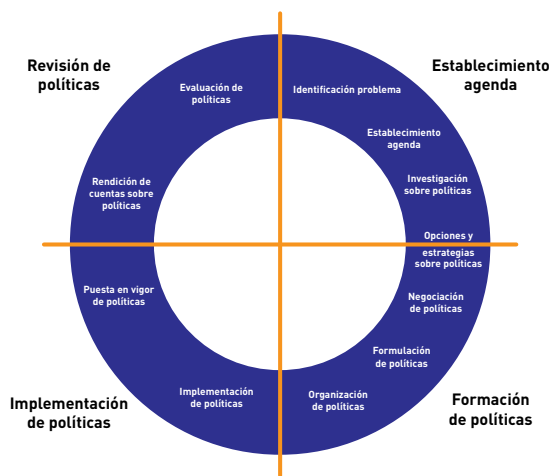 Revisión de
políticas
Establecimiento
agenda
Evaluación de
políticas
Identificación problema
Establecimiento
agenda
Investigación
sobre políticas
Rendición de
cuentas sobre
políticas
Opciones y
estrategias
sobre políticas
Puesta en vigor
de políticas
Negociación
de políticas
Formulación
de políticas
Implementación
de políticas
Organización
de políticas
Implementación
de políticas
Formación
de políticas